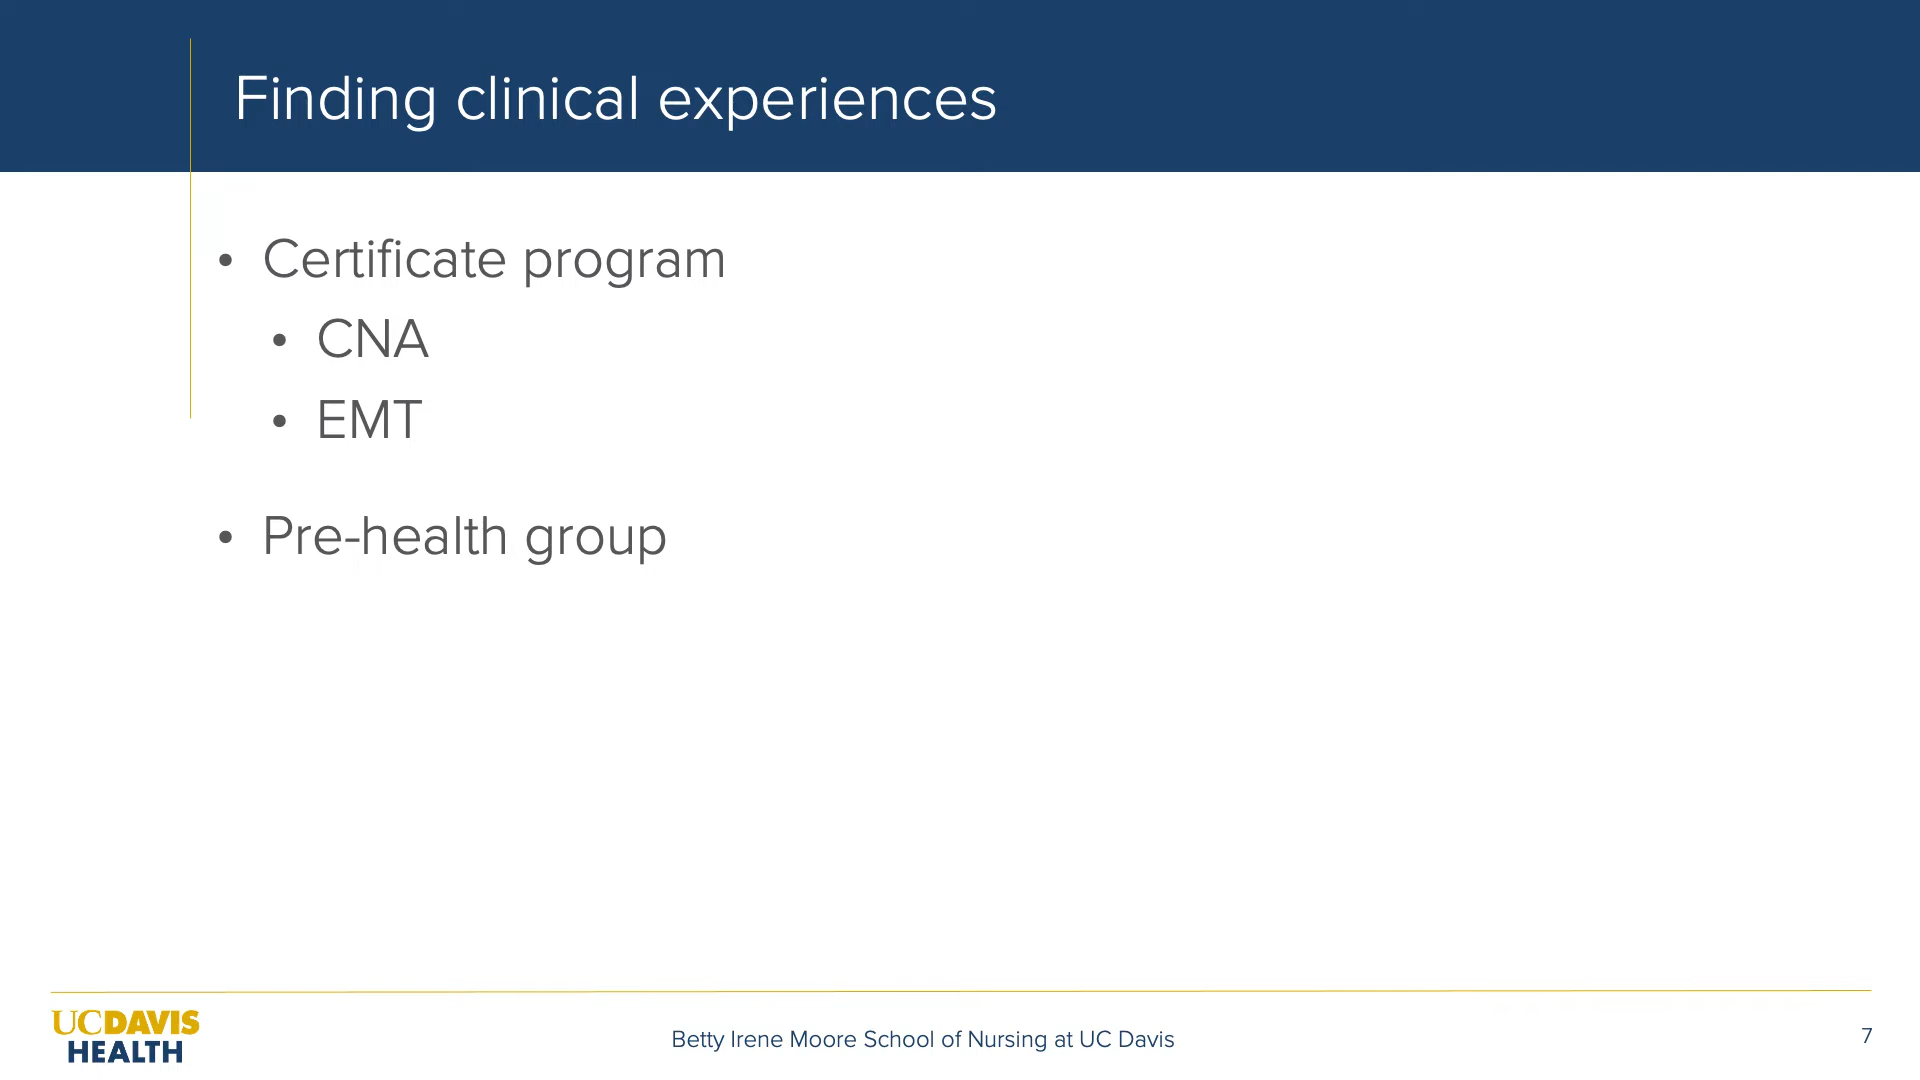 Finding clinical experiences
• Certificate program
• CNA
• EMT
• Pre-health group
UCDAVIS
HEALTH
Betty Irene Moore School of Nursing at UC Davis
7